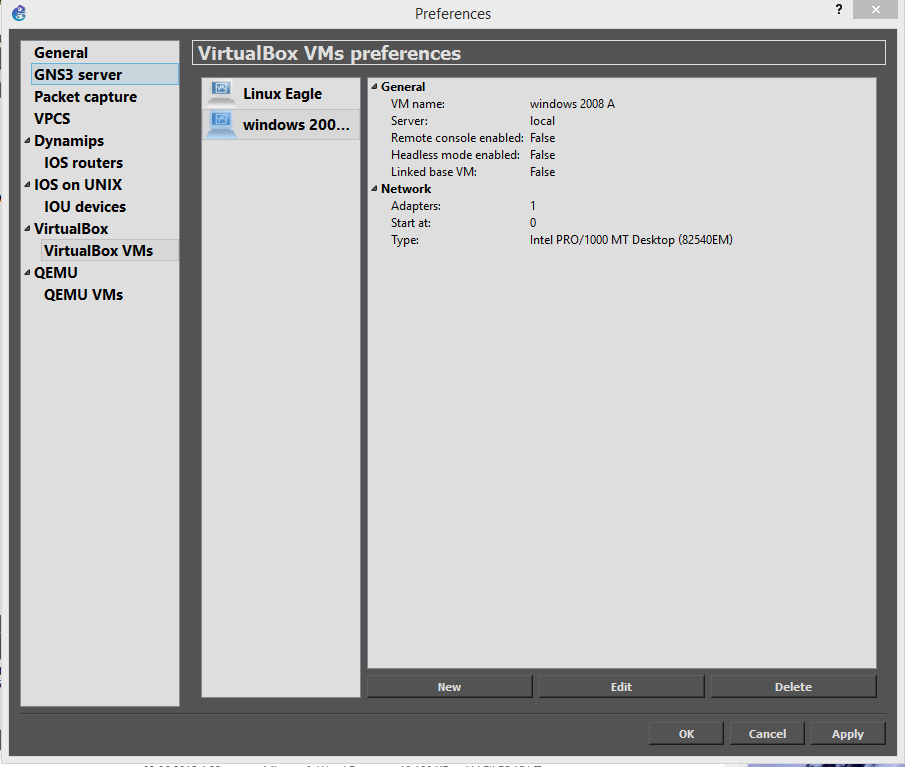 Preferences
?
General
GNS3 server
Packet capture
VPCS
Dynamips
IOS routers
IOS on UNIX
IOU devices
VirtualBox
VirtualBox VMs
QEMU
QEMU VMs
VirtualBox VMs preferences
Linux Eagle
windows 200...
General
VM name: windows 2008 A
Server: local
Remote console enabled: False
Headless mode enabled: False
Linked base VM: False
Network
Adapters: 1
Start at: 0
Type: Intel PRO/1000 MT Desktop (82540EM)
New Edit Delete
OK Cancel Apply